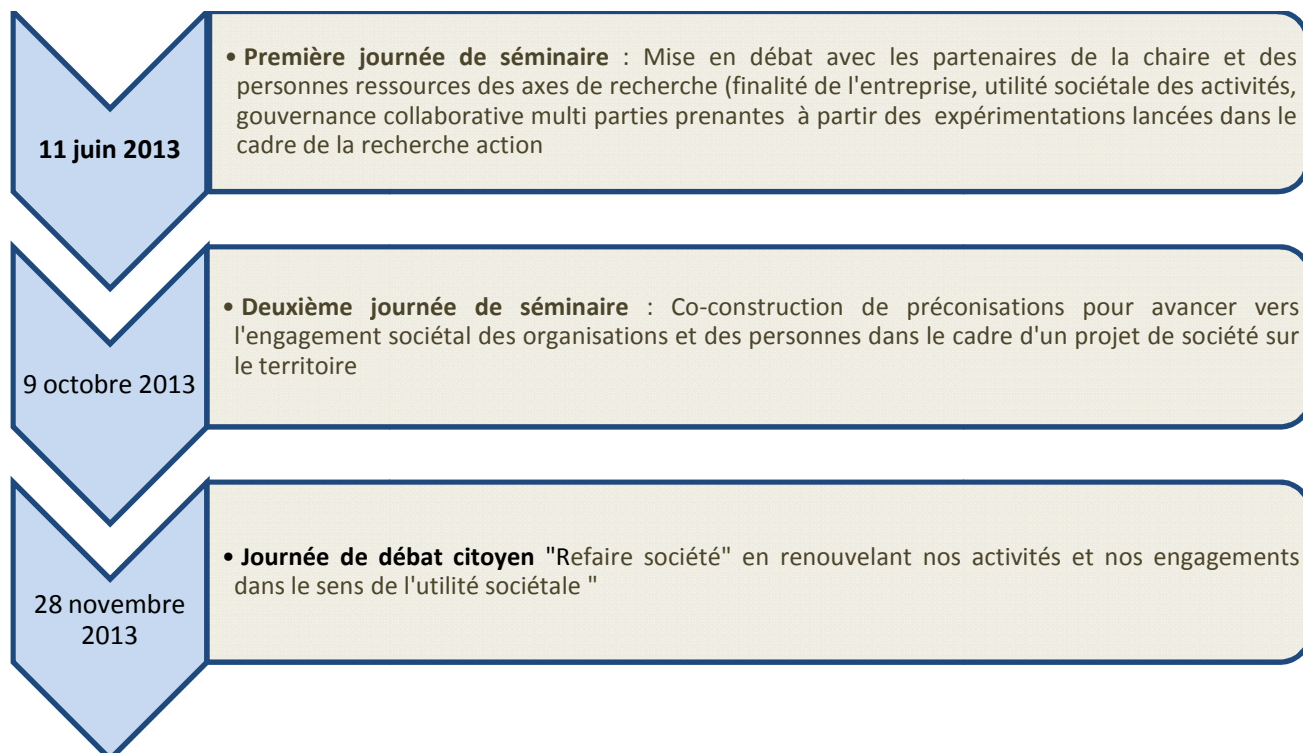 11 juin 2013
• Première journée de séminaire : Mise en débat avec les partenaires de la chaire et des
personnes ressources des axes de recherche (finalité de l'entreprise, utilité sociétale des activités,
gouvernance collaborative multi parties prenantes à partir des expérimentations lancées dans le
cadre de la recherche action
9 octobre 2013
• Deuxième journée de séminaire : Co-construction de préconisations pour avancer vers
l'engagement sociétal des organisations et des personnes dans le cadre d'un projet de société sur
le territoire
28 novembre
2013
• Journée de débat citoyen "Refaire société" en renouvelant nos activités et nos engagements
dans le sens de l'utilité sociétale "